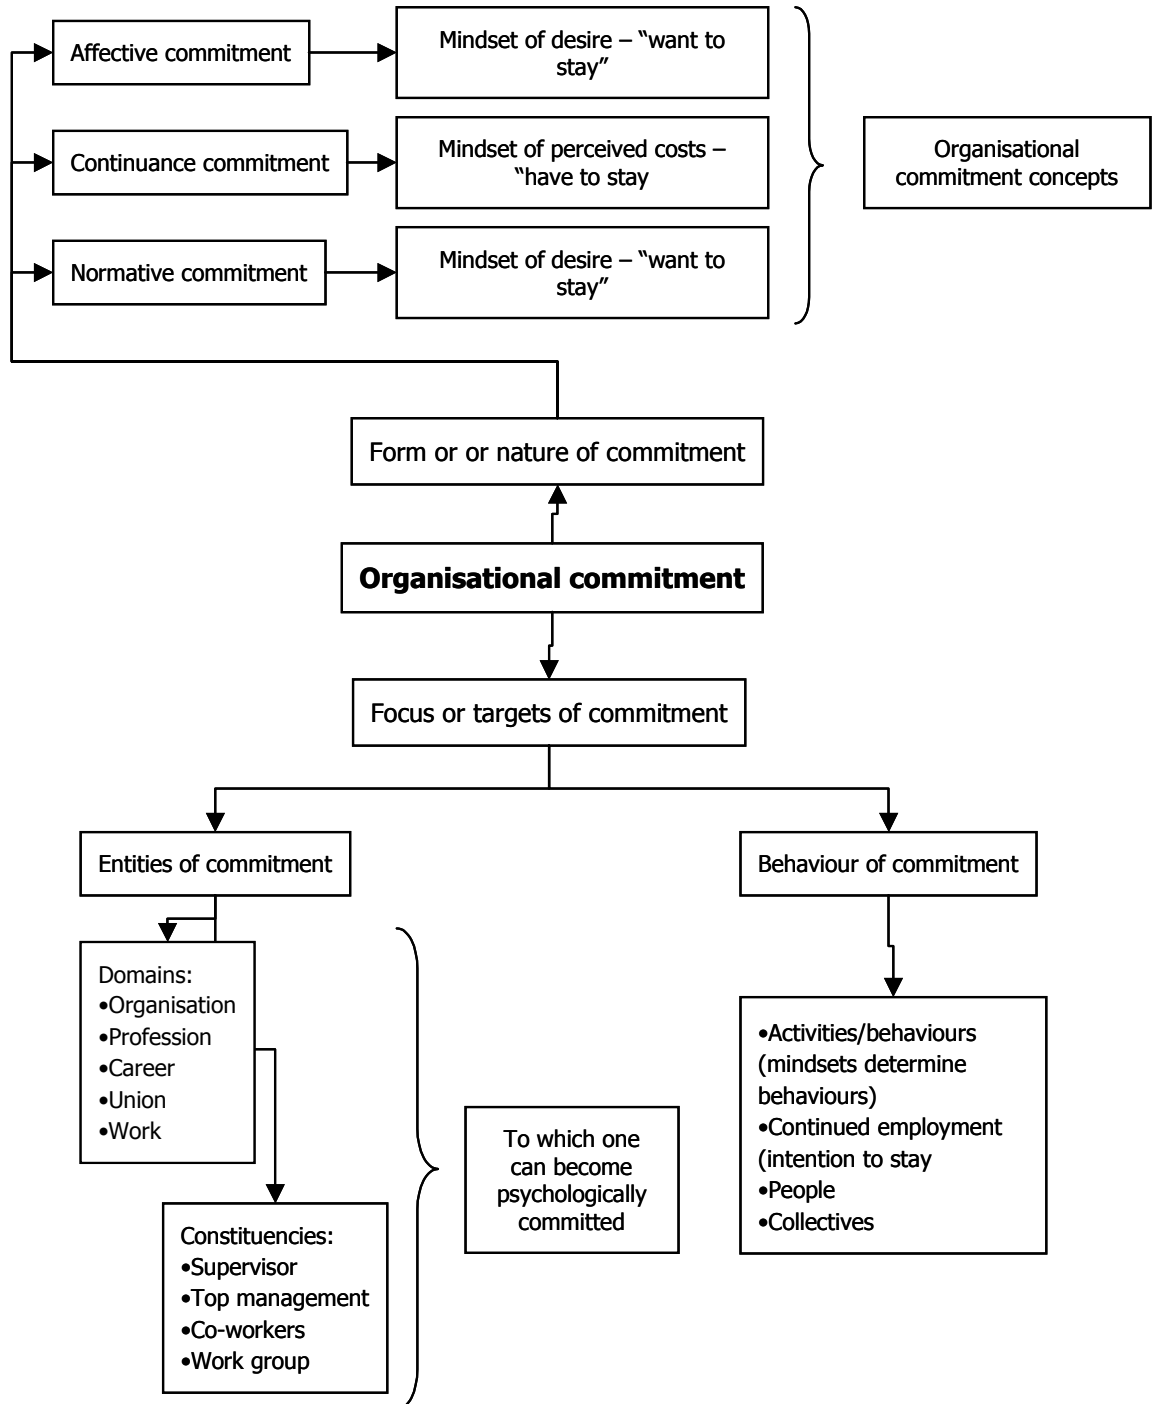 Affective commitment
Mindset of desire – “want to
stay”
Continuance commitment
Mindset of perceived costs –
“have to stay
Normative commitment
Mindset of desire – “want to
stay”
Organisational
commitment concepts
Form or or nature of commitment
Organisational commitment
Focus or targets of commitment
Entities of commitment
Behaviour of commitment
Domains:
•Organisation
•Profession
•Career
•Union
•Work
Constituencies:
•Supervisor
•Top management
•Co-workers
•Work group
To which one
can become
psychologically
committed
•Activities/behaviours
(mindsets determine
behaviours)
•Continued employment
(intention to stay
•People
•Collectives